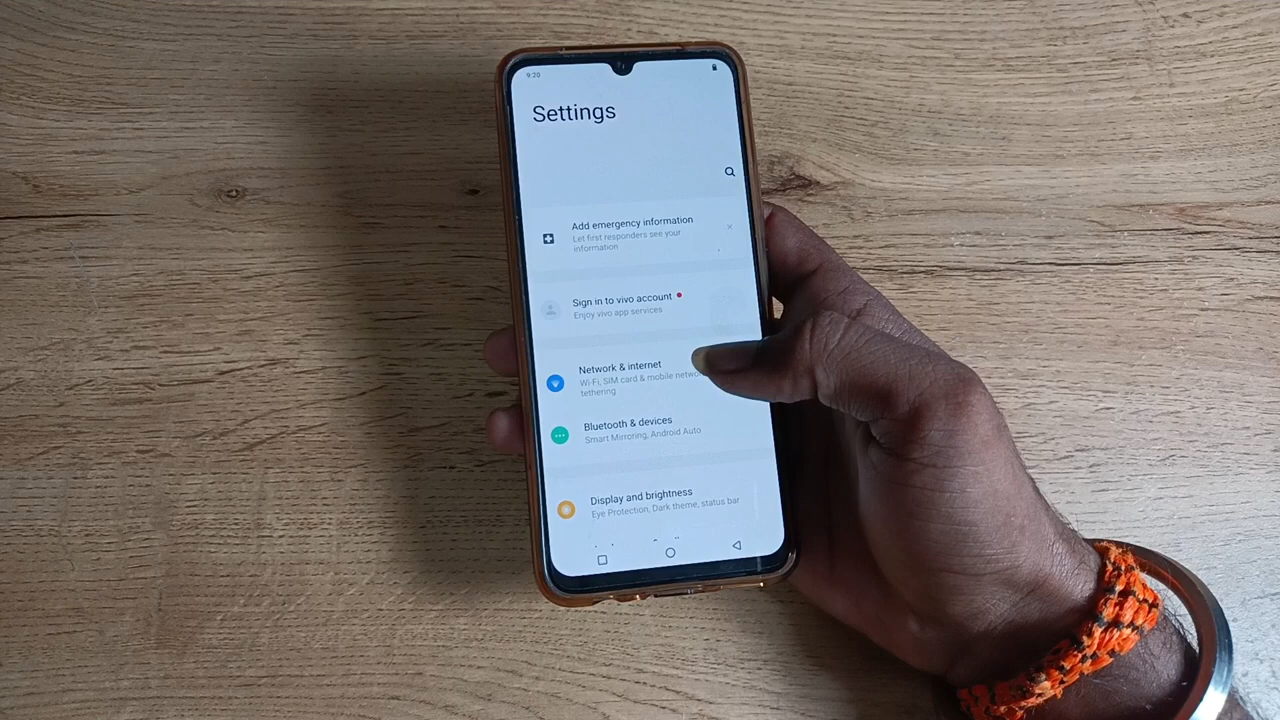 9:20
Settings
Add emergency information
Let first responders see your
information
Sign in to vivo account
Enjoy vivo app services
Network & internet
Wi-Fi, SIM card & mobile
tethering
Bluetooth & devices
Smart Mirroring, Android Auto
Display and brightness
Eye Protection, Dark theme, status bar